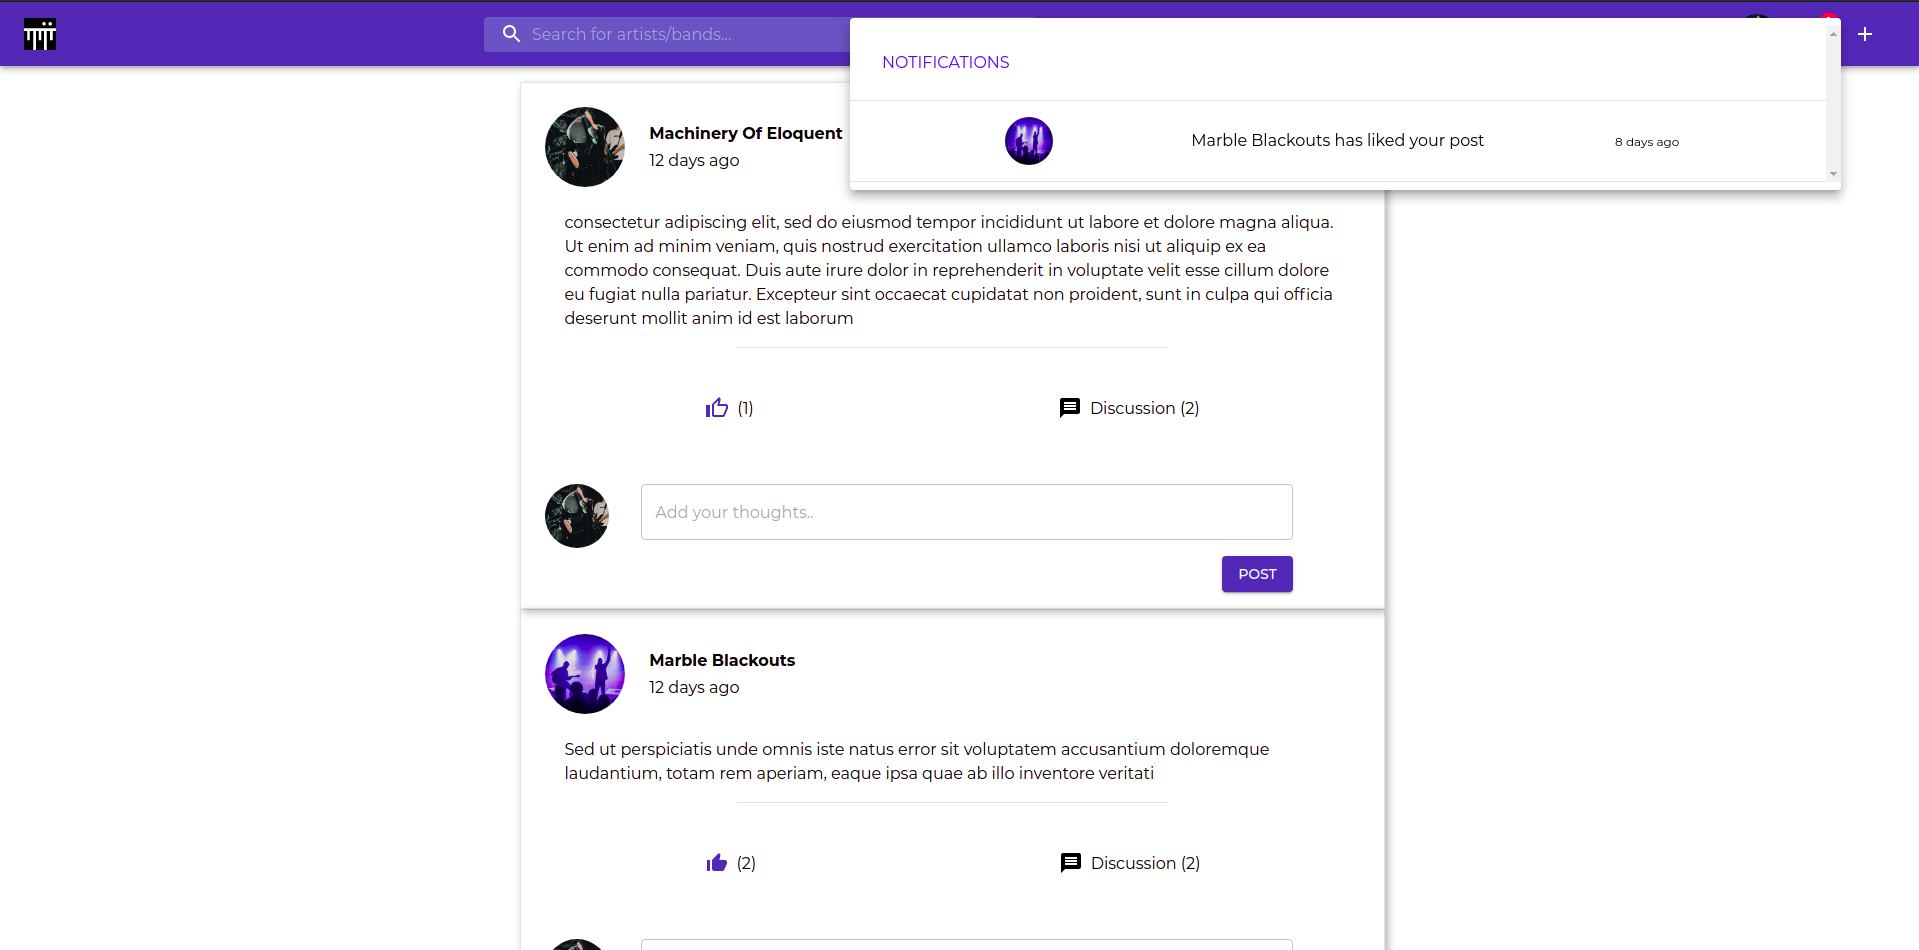 Search for artists/bands...
NOTIFICATIONS
Marble Blackouts has liked your post
8 days ago
Machinery Of Eloquent
12 days ago
consectetur adipiscing elit, sed do eiusmod tempor incididunt ut labore et dolore magna aliqua.
Ut enim ad minim veniam, quis nostrud exercitation ullamco laboris nisi ut aliquip ex ea
commodo consequat. Duis aute irure dolor in reprehenderit in voluptate velit esse cillum dolore
eu fugiat nulla pariatur. Excepteur sint occaecat cupidatat non proident, sunt in culpa qui officia
deserunt mollit anim id est laborum
(1)
Discussion (2)
Add your thoughts..
POST
Marble Blackouts
12 days ago
Sed ut perspiciatis unde omnis iste natus error sit voluptatem accusantium doloremque
laudantium, totam rem aperiam, eaque ipsa quae ab illo inventore veritati
(2)
Discussion (2)